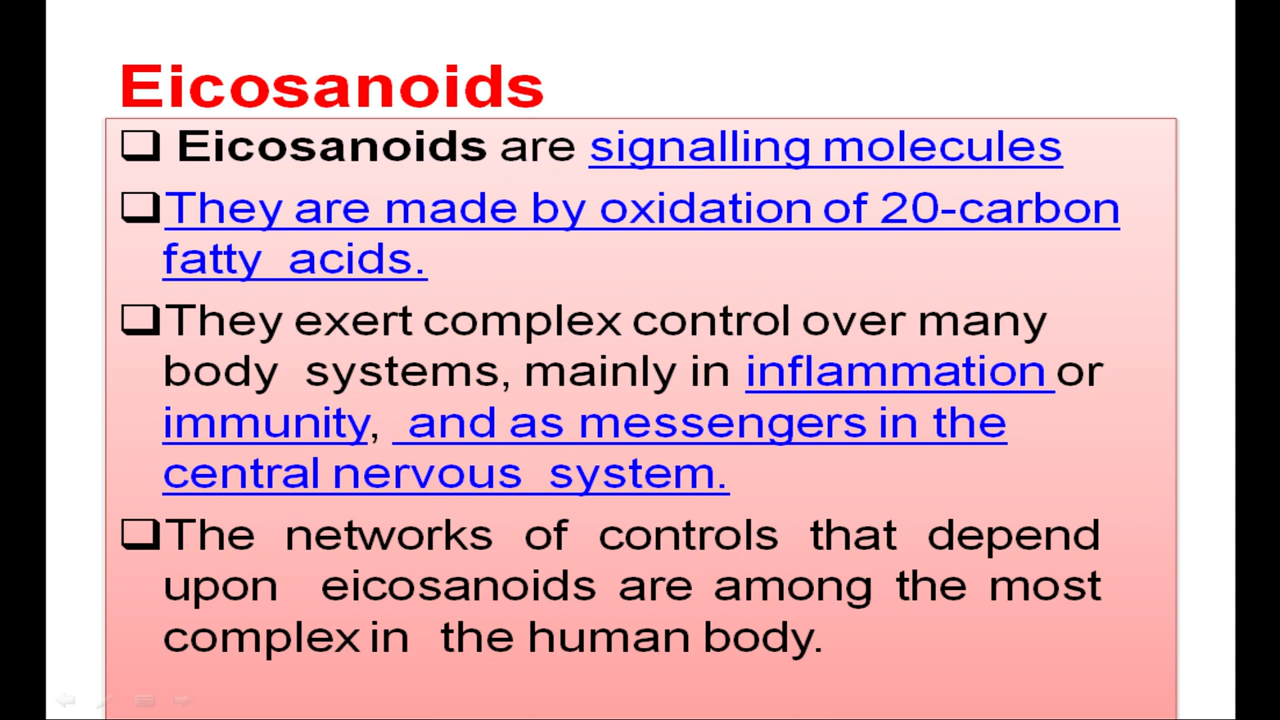 Eicosanoids
Eicosanoids are signalling molecules
They are made by oxidation of 20-carbon
fatty acids.
They exert complex control over many
body systems, mainly in inflammation or
immunity, and as messengers in the
central nervous system.
The networks of controls that depend
upon eicosanoids are among the most
complex in the human body.